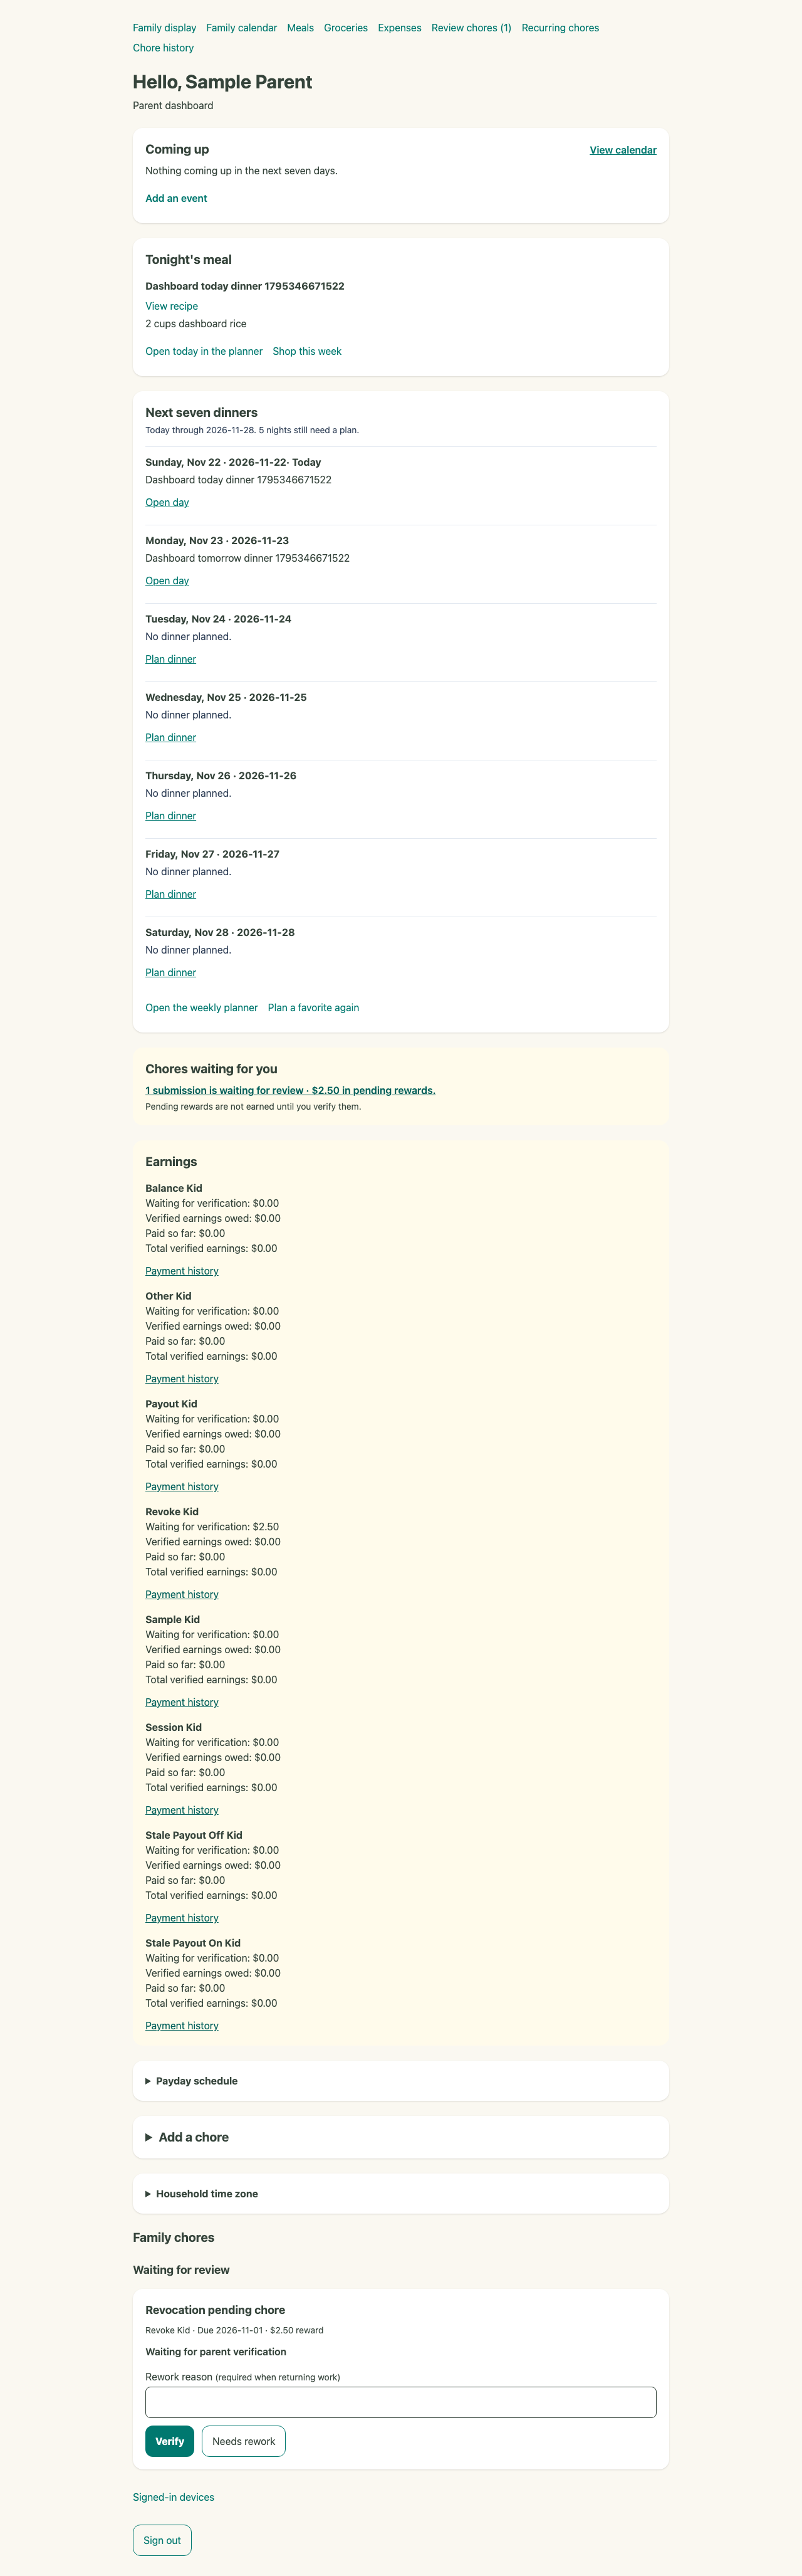 Family display Family calendar Meals Groceries Expenses Review chores (1) Recurring chores
Chore history
Hello, Sample Parent
Parent dashboard
Coming up View calendar
Nothing coming up in the next seven days.
Add an event
Tonight's meal
Dashboard today dinner 1795346671522
View recipe
2 cups dashboard rice
Open today in the planner Shop this week
Next seven dinners
Today through 2026-11-28. 5 nights still need a plan.
Sunday, Nov 22 · 2026-11-22· Today
Dashboard today dinner 1795346671522
Open day
Monday, Nov 23 · 2026-11-23
Dashboard tomorrow dinner 1795346671522
Open day
Tuesday, Nov 24 · 2026-11-24
No dinner planned.
Plan dinner
Wednesday, Nov 25 · 2026-11-25
No dinner planned.
Plan dinner
Thursday, Nov 26 · 2026-11-26
No dinner planned.
Plan dinner
Friday, Nov 27 · 2026-11-27
No dinner planned.
Plan dinner
Saturday, Nov 28 · 2026-11-28
No dinner planned.
Plan dinner
Open the weekly planner Plan a favorite again
Chores waiting for you
1 submission is waiting for review · $2.50 in pending rewards.
Pending rewards are not earned until you verify them.
Earnings
Balance Kid
Waiting for verification: $0.00
Verified earnings owed: $0.00
Paid so far: $0.00
Total verified earnings: $0.00
Payment history
Other Kid
Waiting for verification: $0.00
Verified earnings owed: $0.00
Paid so far: $0.00
Total verified earnings: $0.00
Payment history
Payout Kid
Waiting for verification: $0.00
Verified earnings owed: $0.00
Paid so far: $0.00
Total verified earnings: $0.00
Payment history
Revoke Kid
Waiting for verification: $2.50
Verified earnings owed: $0.00
Paid so far: $0.00
Total verified earnings: $0.00
Payment history
Sample Kid
Waiting for verification: $0.00
Verified earnings owed: $0.00
Paid so far: $0.00
Total verified earnings: $0.00
Payment history
Session Kid
Waiting for verification: $0.00
Verified earnings owed: $0.00
Paid so far: $0.00
Total verified earnings: $0.00
Payment history
Stale Payout Off Kid
Waiting for verification: $0.00
Verified earnings owed: $0.00
Paid so far: $0.00
Total verified earnings: $0.00
Payment history
Stale Payout On Kid
Waiting for verification: $0.00
Verified earnings owed: $0.00
Paid so far: $0.00
Total verified earnings: $0.00
Payment history
Payday schedule
Add a chore
Household time zone
Family chores
Waiting for review
Revocation pending chore
Revoke Kid · Due 2026-11-01 · $2.50 reward
Waiting for parent verification
Rework reason (required when returning work)
Verify Needs rework
Signed-in devices
Sign out